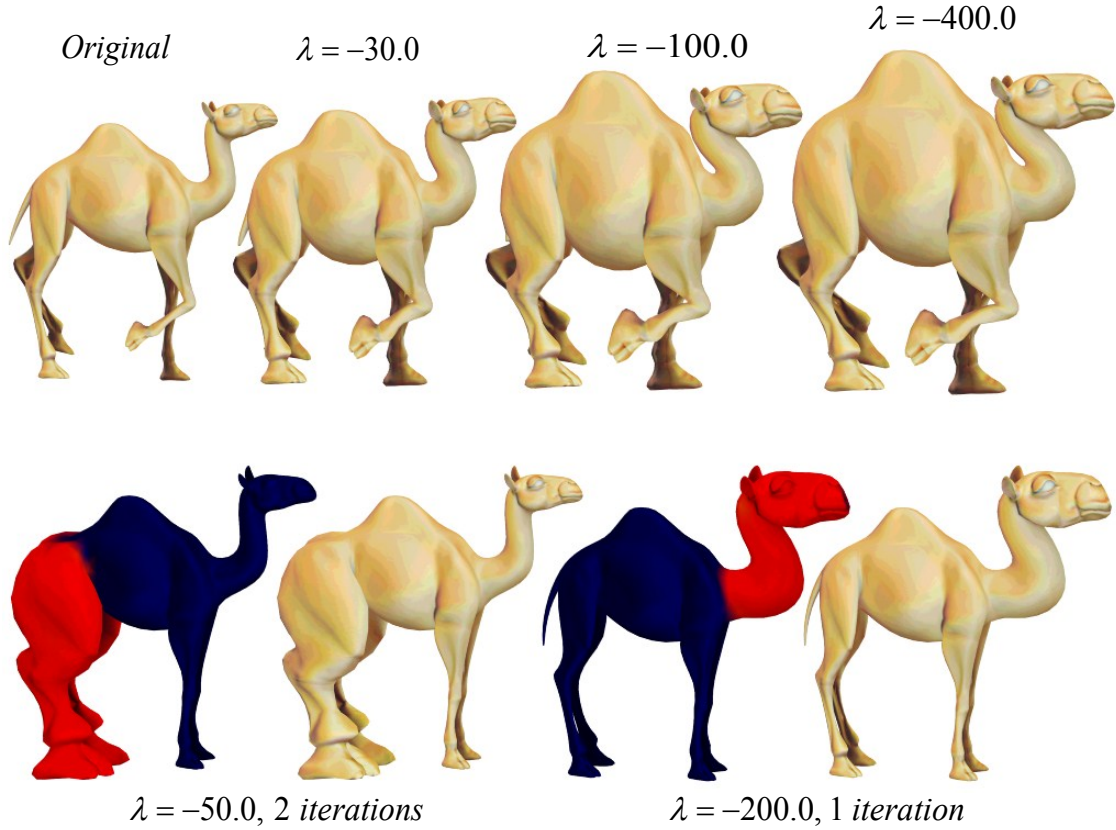 Original
λ = −30.0
λ = −100.0
λ = −400.0
λ = −50.0, 2 iterations
λ = −200.0, 1 iteration